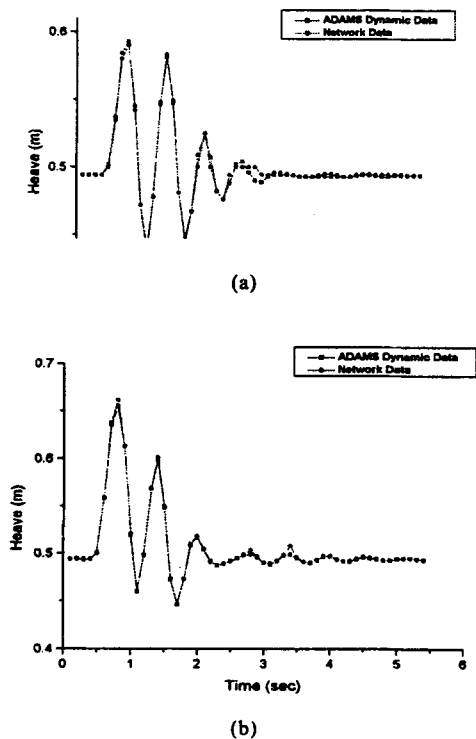 ADAMS Dynamic Data
Network Data
0.6
0.5
Heave (m)
(a)
ADAMS Dynamic Data
Network Data
0.7
0.6
0.5
0.4
Heave (m)
0 1 2 3 4 5 6
Time (sec)
(b)